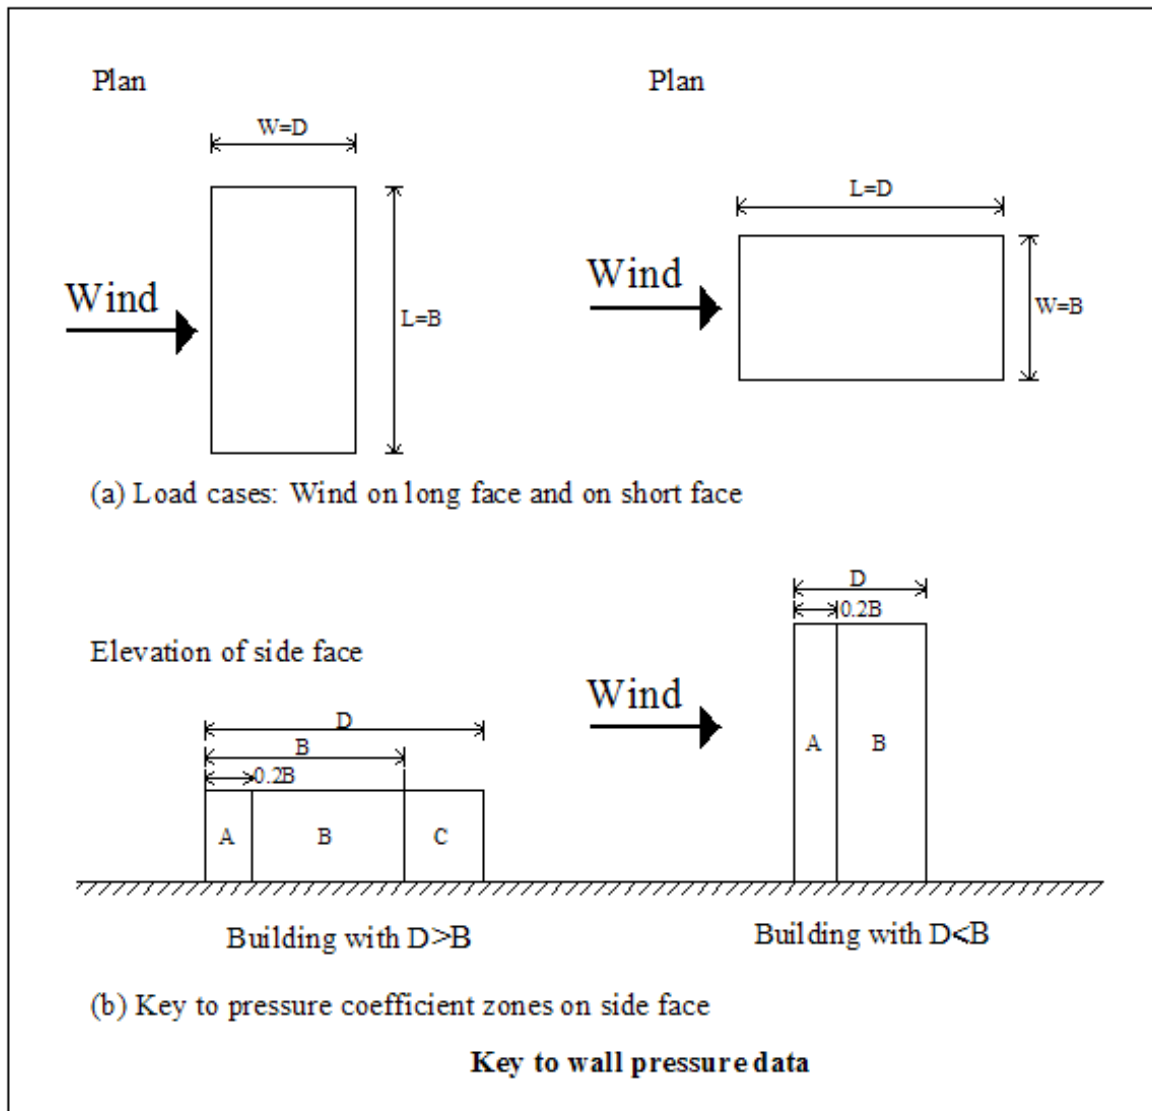 Plan
Plan
W=D
L=D
Wind
L=B
Wind
W=B
(a) Load cases: Wind on long face and on short face
D
0.2B
Elevation of side face
Wind
A
B
D
B
0.2B
A
B
C
Building with D>B
Building with D<B
(b) Key to pressure coefficient zones on side face
Key to wall pressure data